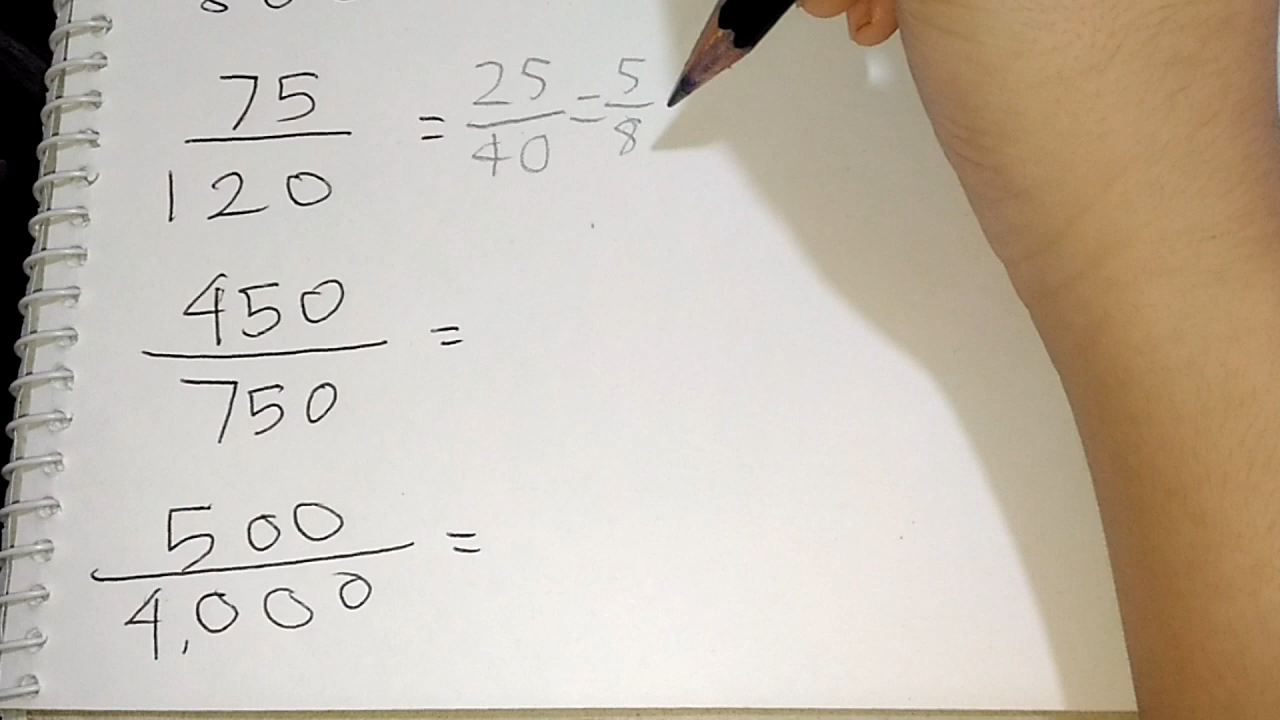 75/120 = 25/40 = 5/8
450/750 =
500/4,000 =